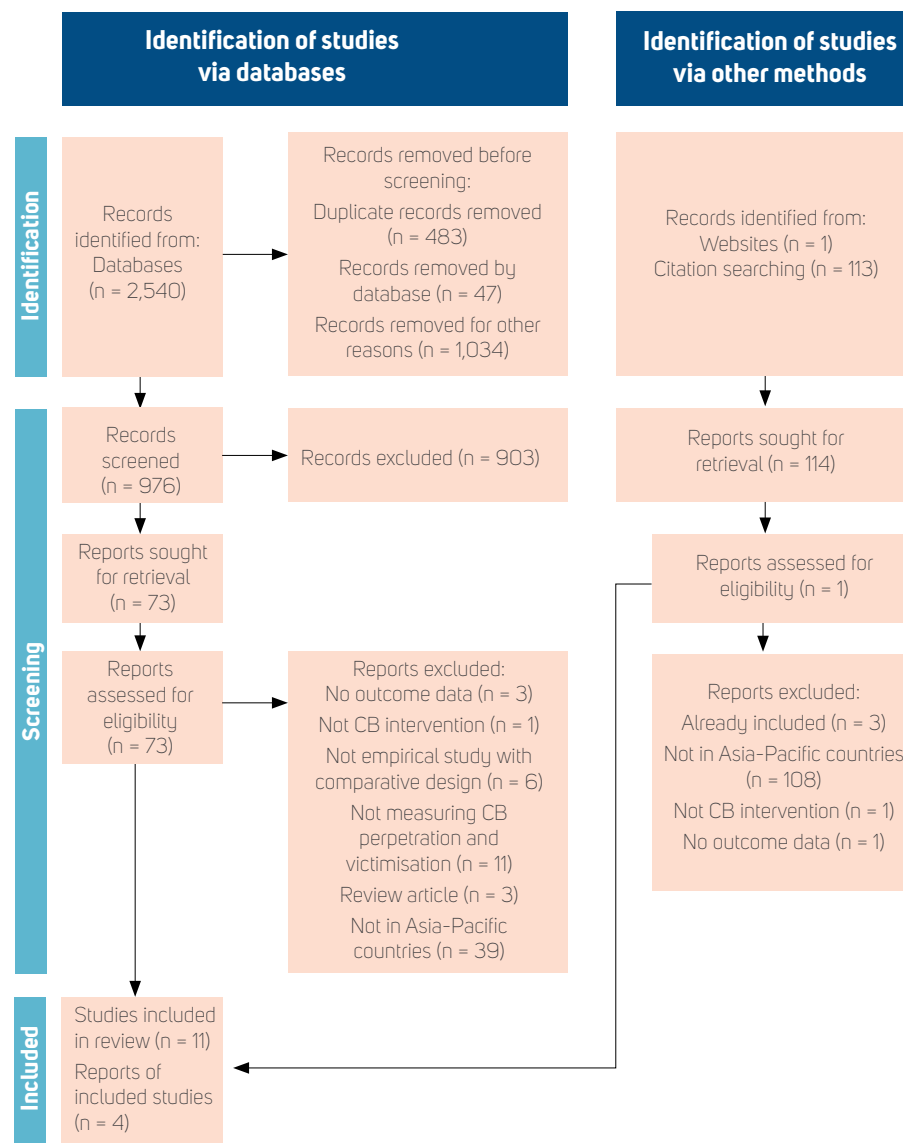 Identification of studies
via databases
Identification of studies
via other methods
Identification
Records
identified from:
Databases
(n = 2,540)
Records removed before
screening:
Duplicate records removed
(n = 483)
Records removed by
database (n = 47)
Records removed for other
reasons (n = 1,034)
Records identified from:
Websites (n = 1)
Citation searching (n = 113)
Screening
Records
screened
(n = 976)
Records excluded (n = 903)
Reports sought for
retrieval (n = 114)
Reports sought
for retrieval
(n = 73)
Reports assessed for
eligibility (n = 1)
Reports
assessed for
eligibility
(n = 73)
Reports excluded:
No outcome data (n = 3)
Not CB intervention (n = 1)
Not empirical study with
comparative design (n = 6)
Not measuring CB
perpetration and
victimisation (n = 11)
Review article (n = 3)
Not in Asia-Pacific
countries (n = 39)
Reports excluded:
Already included (n = 3)
Not in Asia-Pacific countries
(n = 108)
Not CB intervention (n = 1)
No outcome data (n = 1)
Included
Studies included
in review (n = 11)
Reports of
included studies
(n = 4)